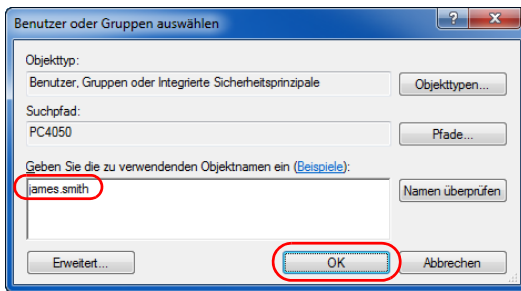 Benutzer oder Gruppen auswählen
Objekttyp:
Benutzer, Gruppen oder Integrierte Sicherheitsprinzipale
Objekttypen...
Suchpfad:
PC4050
Pfade...
Geben Sie die zu verwendenden Objektnamen ein (Beispiele):
james.smith
Namen überprüfen
Erweitert...
OK
Abbrechen